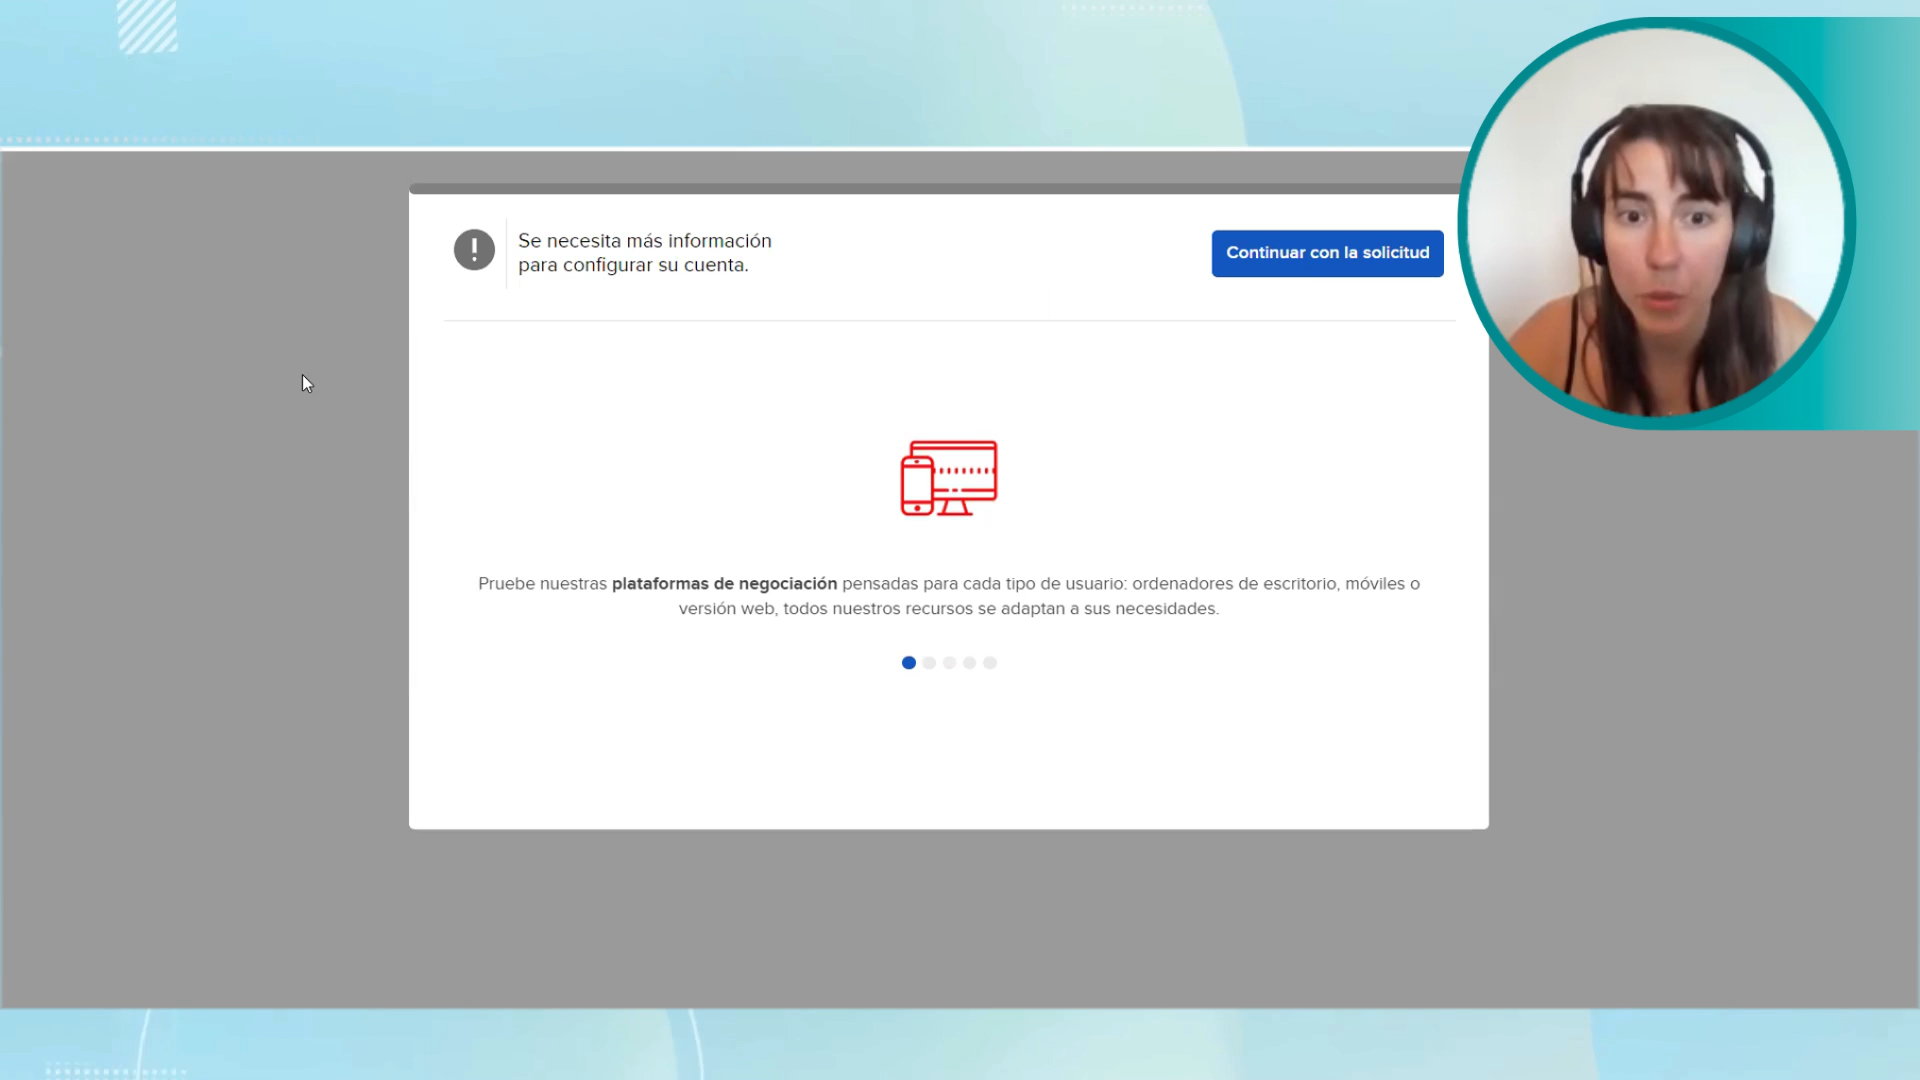 Se necesita más información
para configurar su cuenta.
Continuar con la solicitud
Pruebe nuestras plataformas de negociación pensadas para cada tipo de usuario: ordenadores de escritorio, móviles o
versión web, todos nuestros recursos se adaptan a sus necesidades.